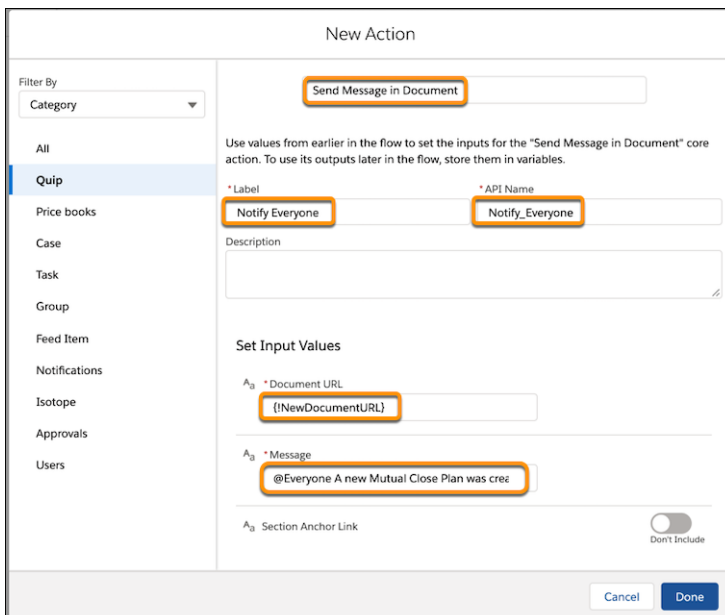 New Action
Filter By
Category
All
Quip
Price books
Case
Task
Group
Feed Item
Notifications
Isotope
Approvals
Users
Send Message in Document
Use values from earlier in the flow to set the inputs for the "Send Message in Document" core
action. To use its outputs later in the flow, store them in variables.
*Label
*API Name
Notify Everyone
Notify_Everyone
Description
Set Input Values
Aa *Document URL
{!NewDocumentURL}
Aa *Message
@Everyone A new Mutual Close Plan was crea
Aa Section Anchor Link
Don't Include
Cancel
Done